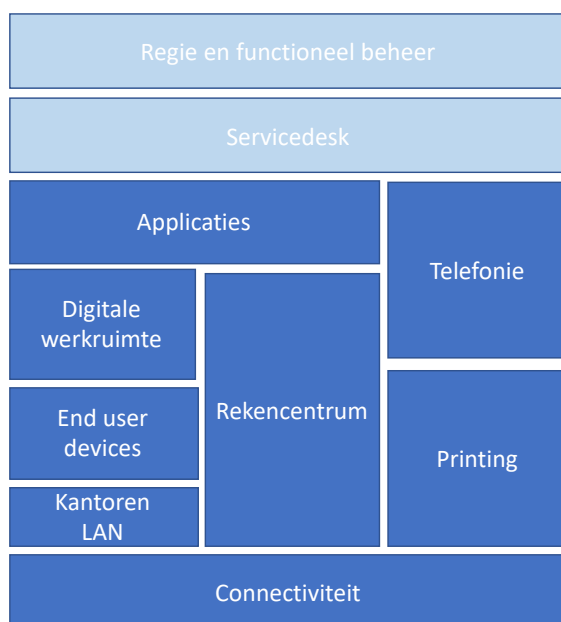 Regie en functioneel beheer
Servicedesk
Applicaties
Telefonie
Digitale
werkruimte
Rekencentrum
End user
devices
Printing
Kantoren
LAN
Connectiviteit